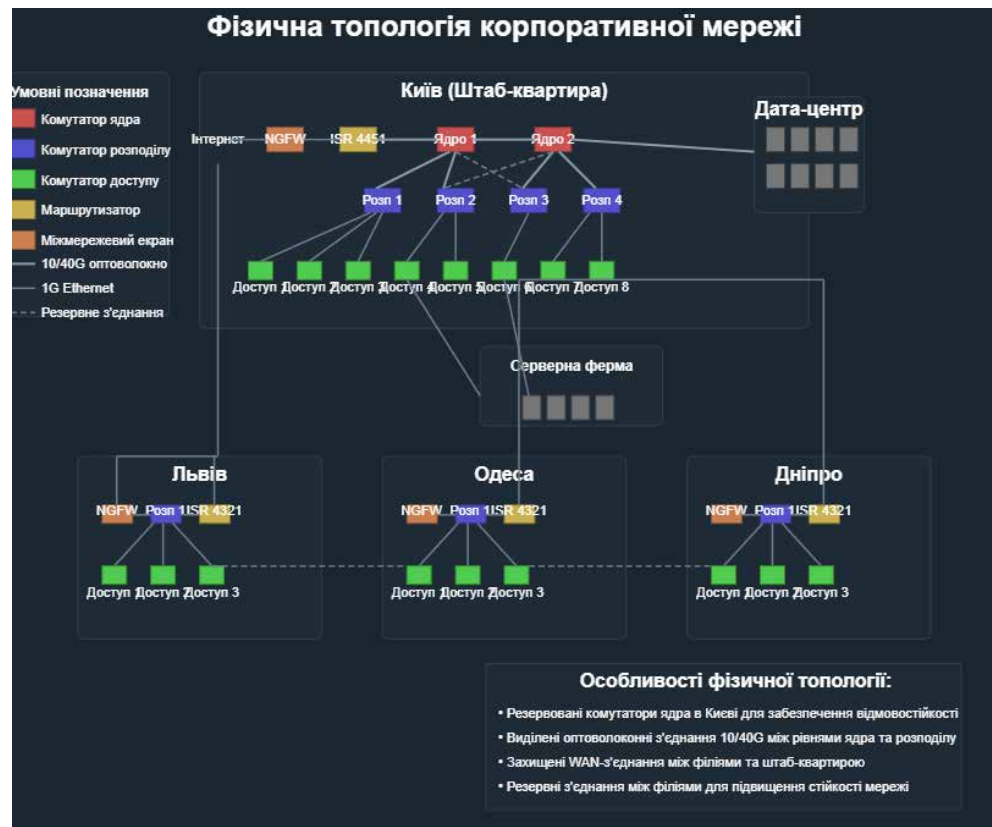 Фізична топологія корпоративної мережі
Умовні позначення
Комутатор ядра
Комутатор розподілу
Комутатор доступу
Маршрутизатор
Міжмережевий екран
10/40G оптоволокно
1G Ethernet
Резервне з'єднання
Київ (Штаб-квартира)
Інтернет
NGFW
ISR 4451
Ядро 1
Ядро 2
Дата-центр
Розп 1
Розп 2
Розп 3
Розп 4
Доступ 1
Доступ 2
Доступ 3
Доступ 4
Доступ 5
Доступ 6
Доступ 7
Доступ 8
Серверна ферма
Львів
NGFW
Розп 1
ISR 4321
Доступ 1
Доступ 2
Доступ 3
Одеса
NGFW
Розп 1
ISR 4321
Доступ 1
Доступ 2
Доступ 3
Дніпро
NGFW
Розп 1
ISR 4321
Доступ 1
Доступ 2
Доступ 3
Особливості фізичної топології:
• Резервовані комутатори ядра в Києві для забезпечення відмовостійкості
• Виділені оптоволоконні з'єднання 10/40G між рівнями ядра та розподілу
• Захищені WAN-з'єднання між філіями та штаб-квартирою
• Резервні з'єднання між філіями для підвищення стійкості мережі